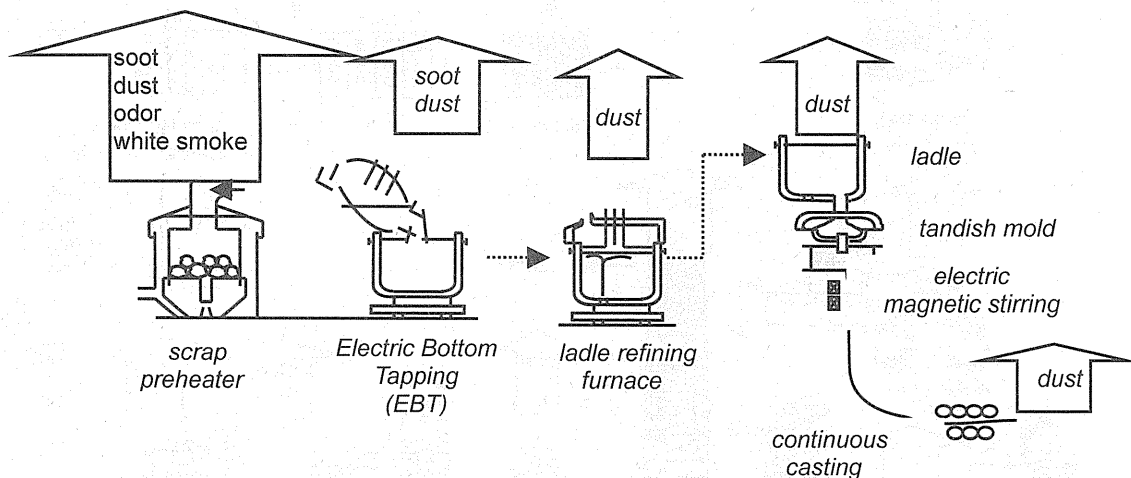 soot
dust
odor
white smoke
soot
dust
dust
dust
ladle
tandish mold
electric
magnetic stirring
scrap
preheater
Electric Bottom
Tapping
(EBT)
ladle refining
furnace
dust
continuous
casting